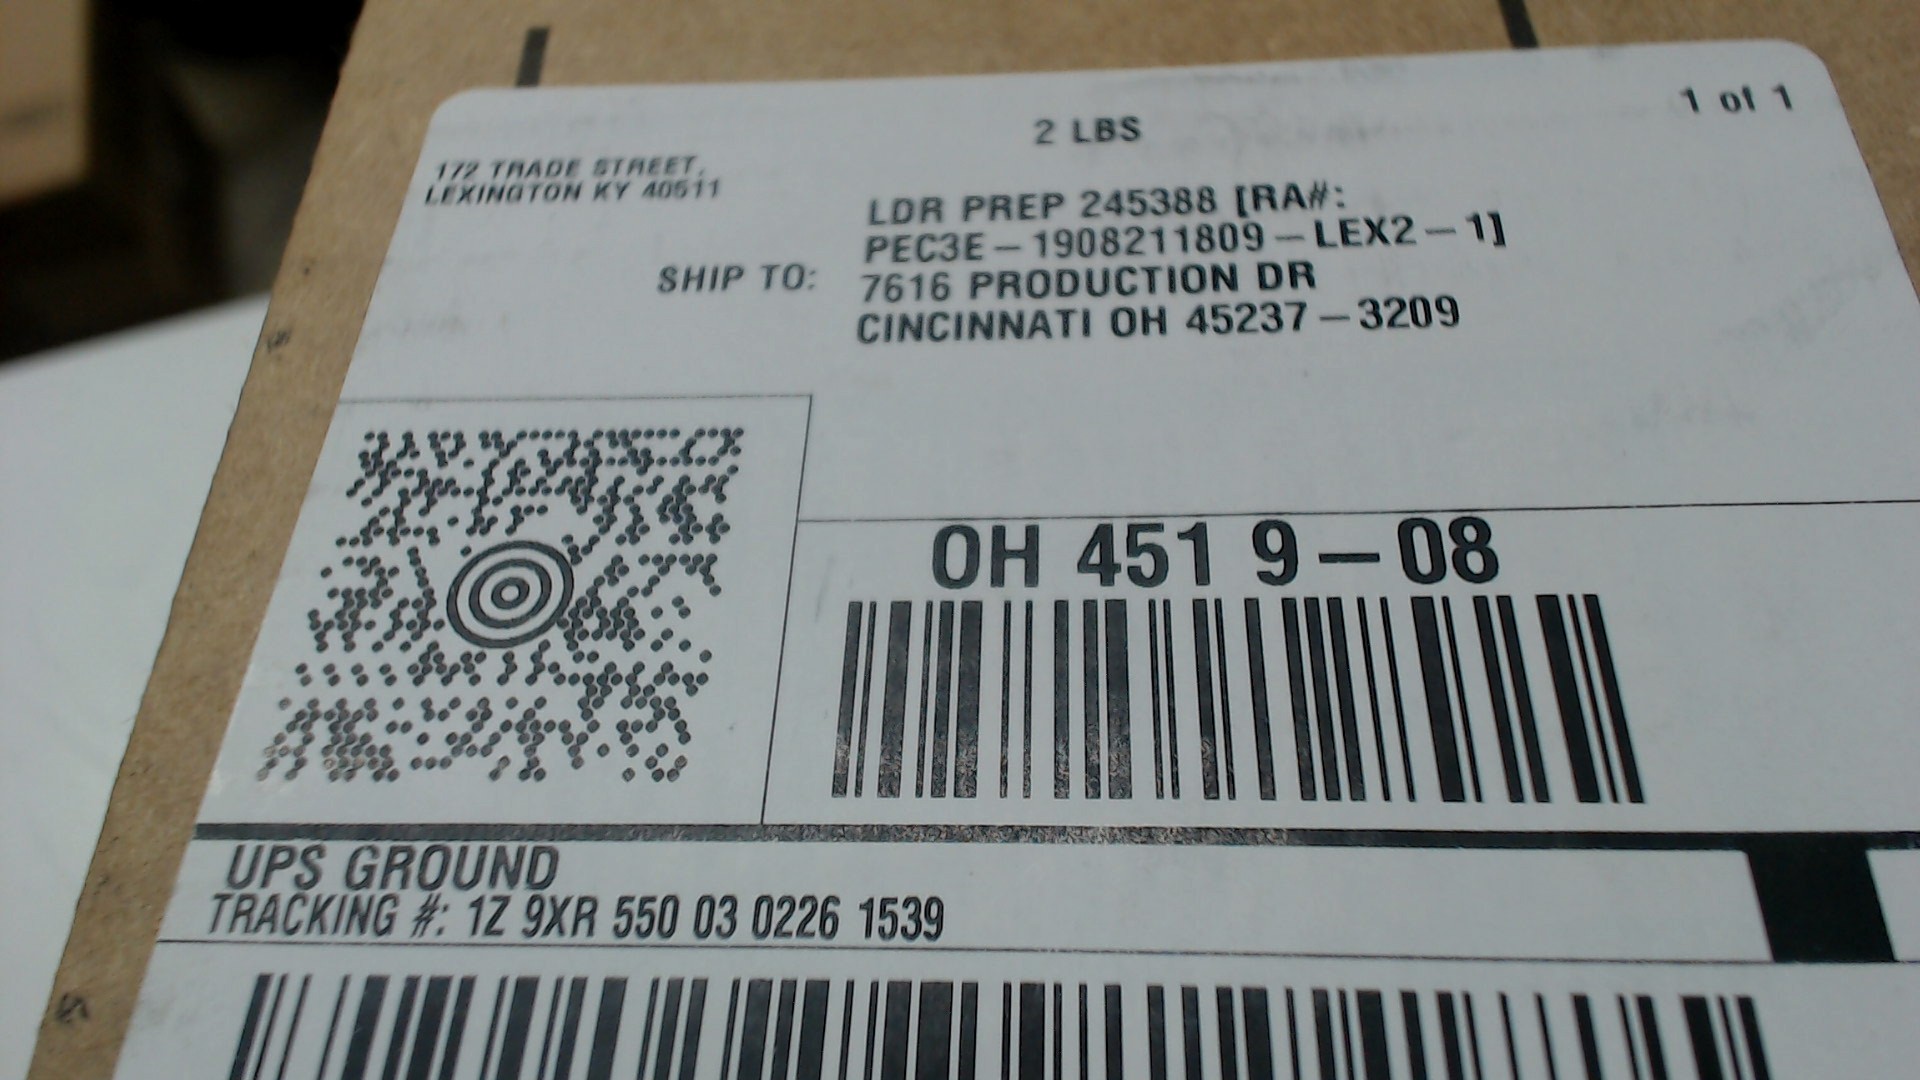 1 of 1
2 LBS
172 TRADE STREET,
LEXINGTON KY 40511
LDR PREP 245388 [RA#:
PEC3E-1908211809-LEX2-1]
SHIP TO: 7616 PRODUCTION DR
CINCINNATI OH 45237-3209
OH 451 9-08
UPS GROUND
TRACKING #: 1Z 9XR 550 03 0226 1539